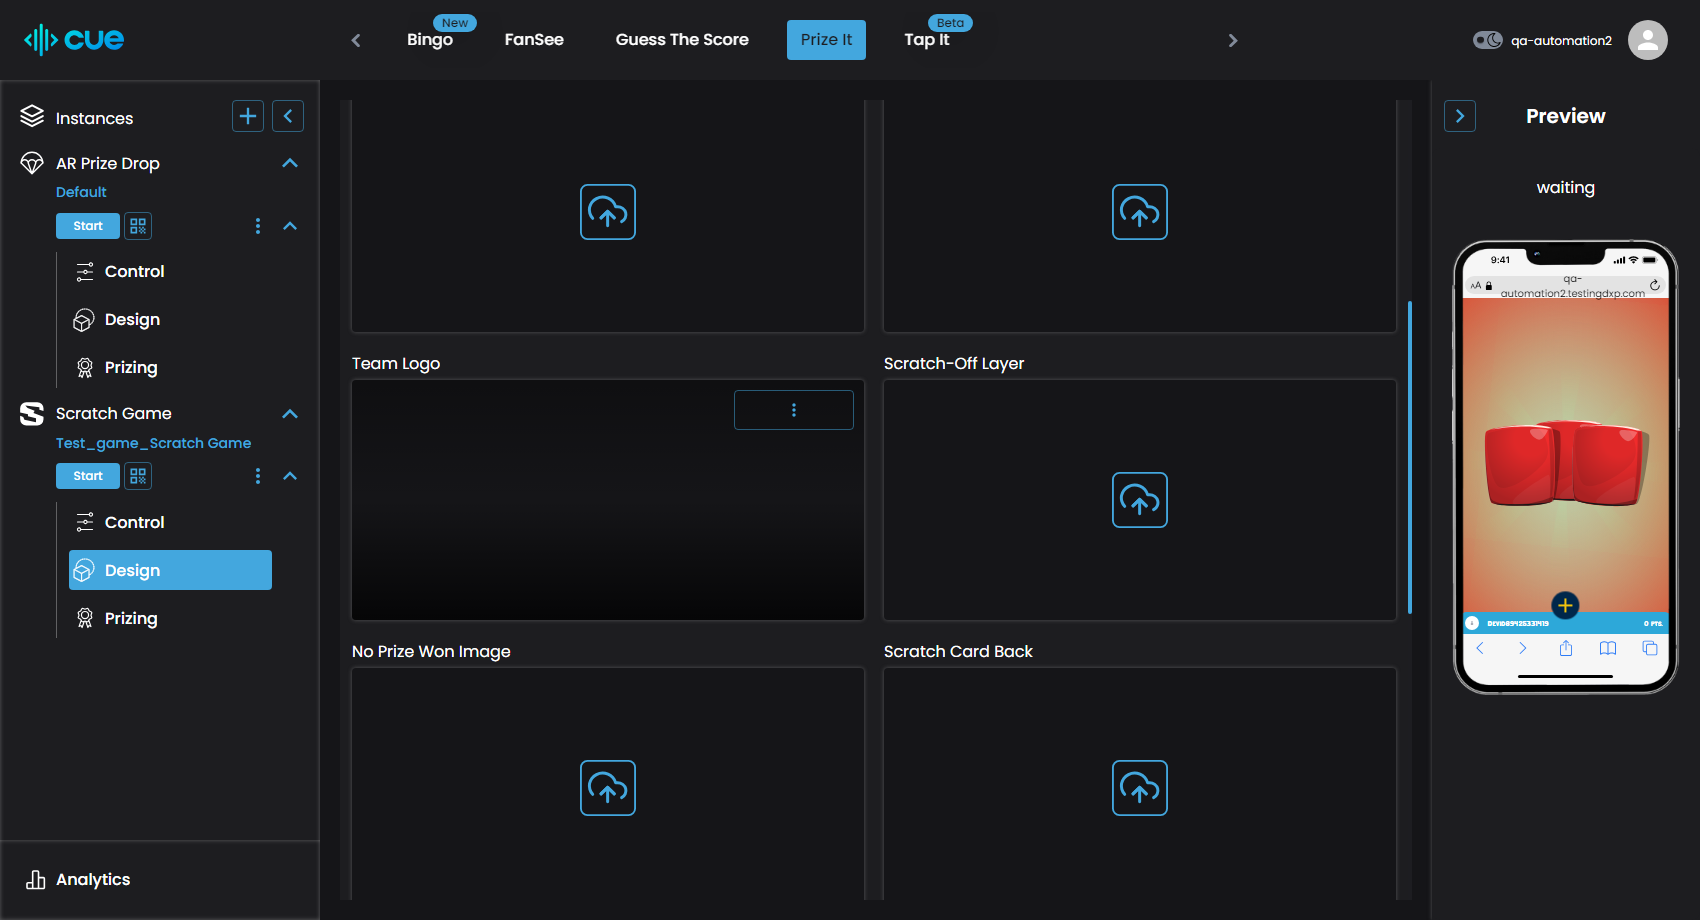 cue
Bingo
New
FanSee
Guess The Score
Prize It
Tap It
Beta
qa-automation2
Instances
AR Prize Drop
Default
Start
Control
Design
Prizing
Scratch Game
Test_game_Scratch Game
Start
Control
Design
Prizing
Analytics
Team Logo
Scratch-Off Layer
No Prize Won Image
Scratch Card Back
Preview
waiting
9:41
AA
qa-
automation2.testingdxp.com
0 PTS.